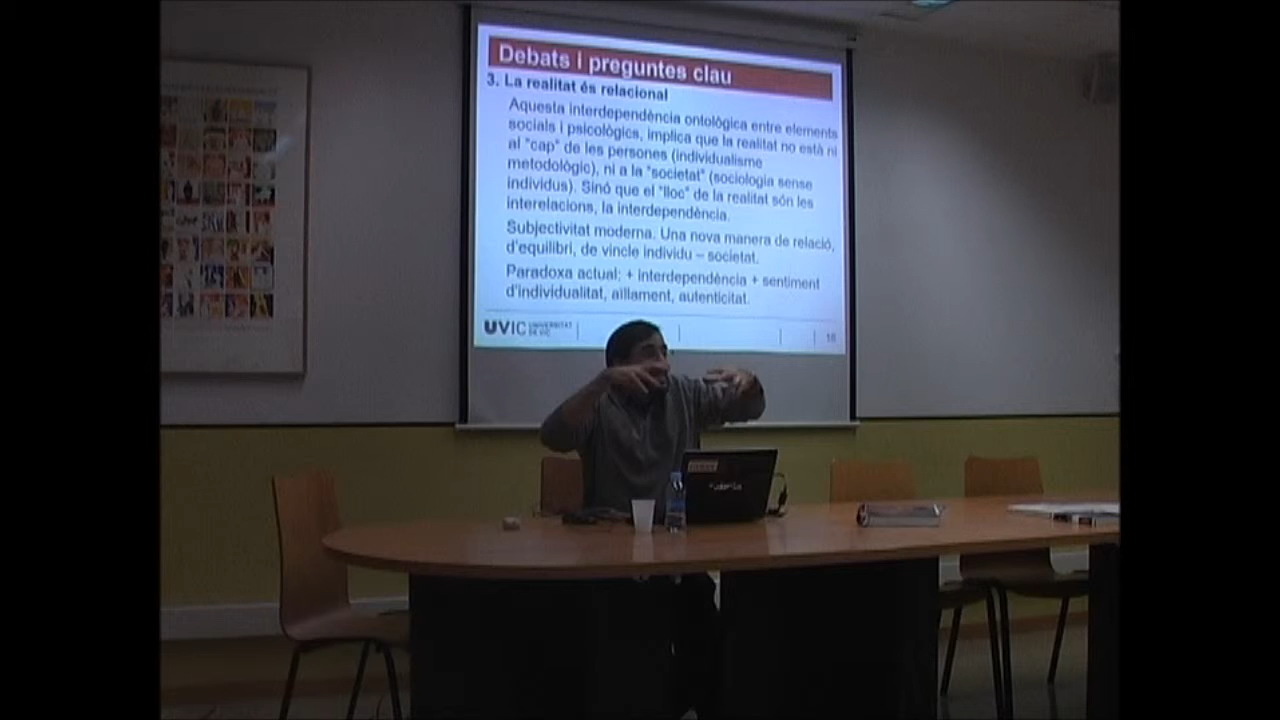 Debats i preguntes clau
3. La realitat és relacional
Aquesta interdependència ontològica entre elements
socials i psicològics, implica que la realitat no està ni
al "cap" de les persones (individualisme
metodològic), ni a la "societat" (sociologia sense
individus). Sinó que el "lloc" de la realitat són les
interelacions, la interdependència.
Subjectivitat moderna. Una nova manera de relació,
d'equilibri, de vincle individu – societat.
Paradoxa actual: + interdependència + sentiment
d'individualitat, aïllament, autenticitat.
UVIC UNIVERSITAT
DE VIC
16